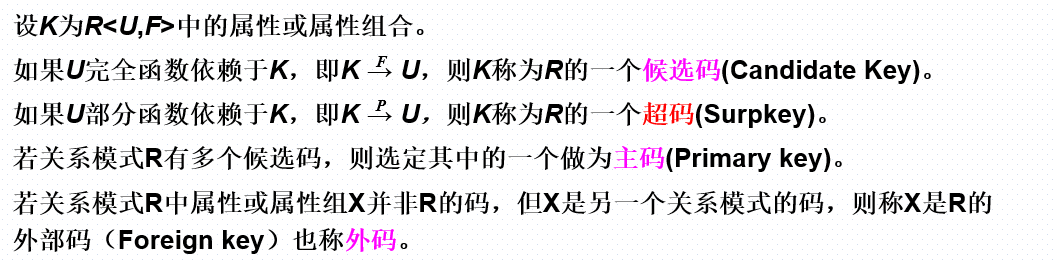 设K为R<U,F>中的属性或属性组合。
如果U完全函数依赖于K，即K F→ U，则K称为R的一个候选码(Candidate Key)。
如果U部分函数依赖于K，即K P→ U，则K称为R的一个超码(Surpkey)。
若关系模式R有多个候选码，则选定其中的一个做为主码(Primary key)。
若关系模式R中属性或属性组X并非R的码，但X是另一个关系模式的码，则称X是R的
外部码（Foreign key）也称外码。